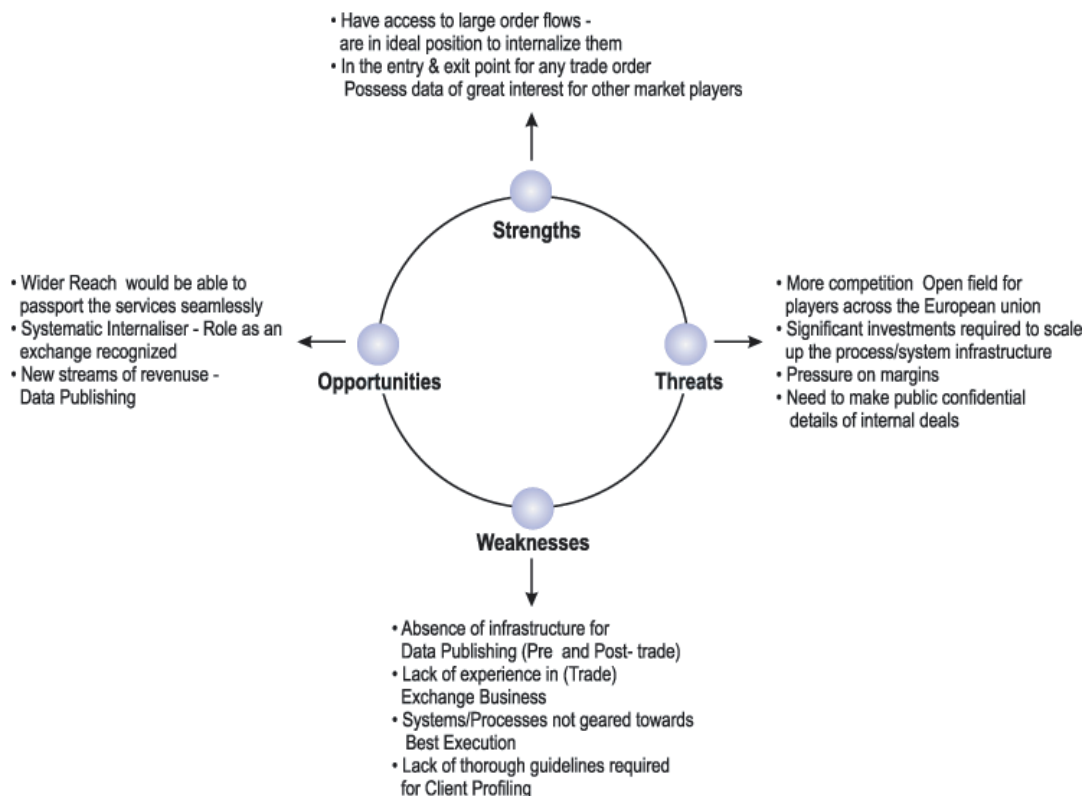 • Have access to large order flows -
are in ideal position to internalize them
• In the entry & exit point for any trade order
Possess data of great interest for other market players
Strengths
• Wider Reach would be able to
passport the services seamlessly
• Systematic Internaliser - Role as an
exchange recognized
• New streams of revenuse -
Data Publishing
Opportunities
Threats
• More competition Open field for
players across the European union
• Significant investments required to scale
up the process/system infrastructure
• Pressure on margins
• Need to make public confidential
details of internal deals
Weaknesses
• Absence of infrastructure for
Data Publishing (Pre and Post- trade)
• Lack of experience in (Trade)
Exchange Business
• Systems/Processes not geared towards
Best Execution
• Lack of thorough guidelines required
for Client Profiling